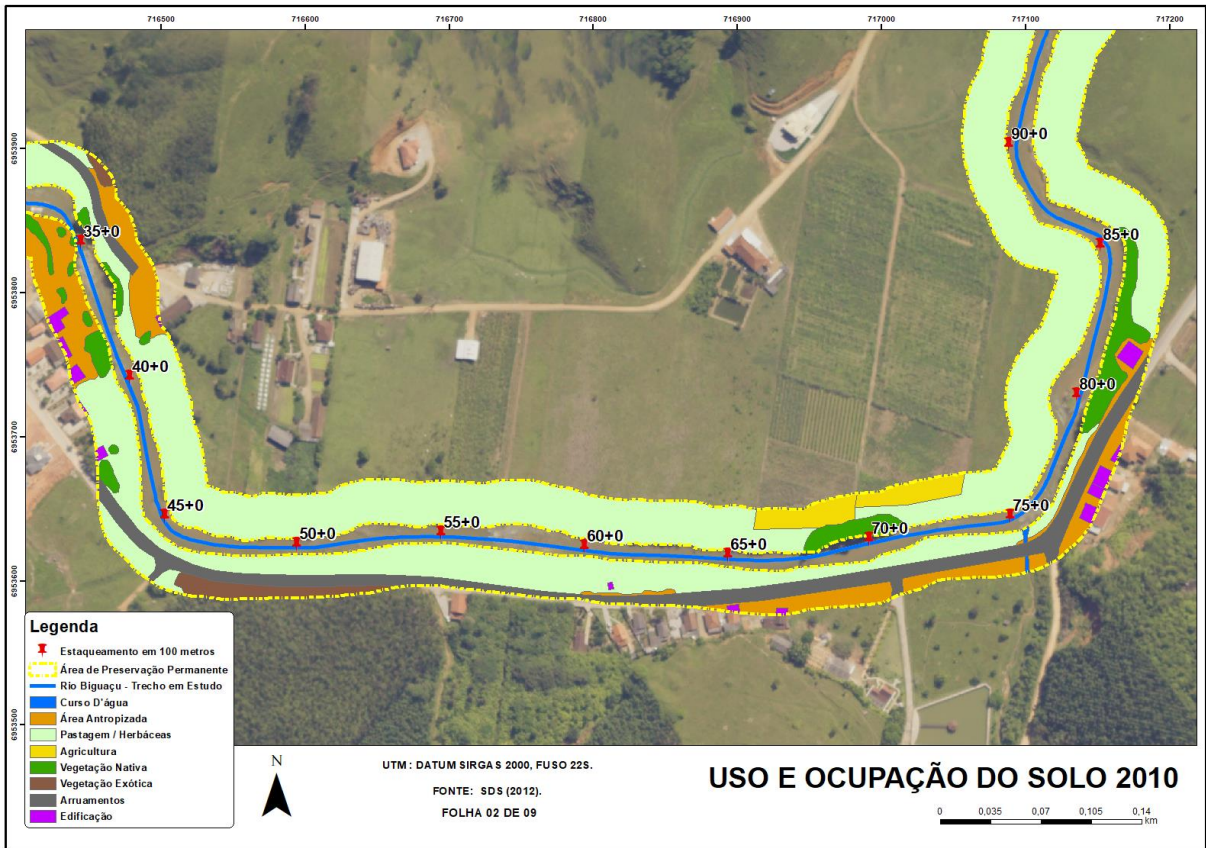 716500 716600 716700 716800 716900 717000 717100 717200
6953900
6953800
6953700
6953600
6953500
90+0
35+0
85+0
40+0
80+0
45+0
50+0
55+0
60+0
65+0
70+0
75+0
Legenda
Estaqueamento em 100 metros
Área de Preservação Permanente
Rio Biguaçu - Trecho em Estudo
Curso D'água
Área Antropizada
Pastagem / Herbáceas
Agricultura
Vegetação Nativa
Vegetação Exótica
Arruamentos
Edificação
N
UTM : DATUM SIRGAS 2000, FUSO 22S.
FONTE: SDS (2012).
FOLHA 02 DE 09
USO E OCUPAÇÃO DO SOLO 2010
0 0,035 0,07 0,105 0,14
km